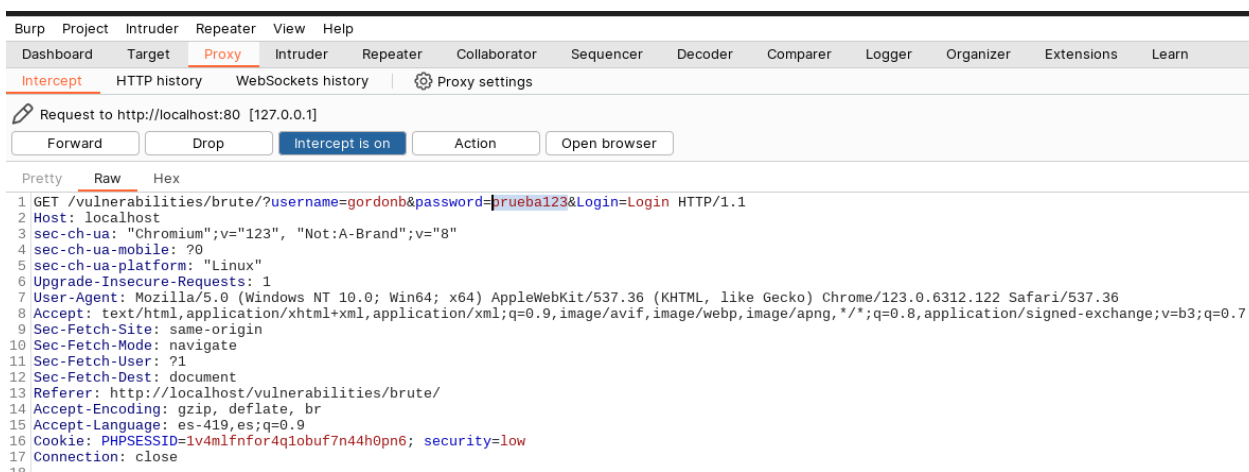 Burp Project Intruder Repeater View Help
Dashboard Target Proxy Intruder Repeater Collaborator Sequencer Decoder Comparer Logger Organizer Extensions Learn
Intercept HTTP history WebSockets history Proxy settings
Request to http://localhost:80 [127.0.0.1]
Forward Drop Intercept is on Action Open browser
Pretty Raw Hex
1 GET /vulnerabilities/brute/?username=gordonb&password=prueba123&Login=Login HTTP/1.1
2 Host: localhost
3 sec-ch-ua: "Chromium";v="123", "Not:A-Brand";v="8"
4 sec-ch-ua-mobile: ?0
5 sec-ch-ua-platform: "Linux"
6 Upgrade-Insecure-Requests: 1
7 User-Agent: Mozilla/5.0 (Windows NT 10.0; Win64; x64) AppleWebKit/537.36 (KHTML, like Gecko) Chrome/123.0.6312.122 Safari/537.36
8 Accept: text/html,application/xhtml+xml,application/xml;q=0.9,image/avif,image/webp,image/apng,*/*;q=0.8,application/signed-exchange;v=b3;q=0.7
9 Sec-Fetch-Site: same-origin
10 Sec-Fetch-Mode: navigate
11 Sec-Fetch-User: ?1
12 Sec-Fetch-Dest: document
13 Referer: http://localhost/vulnerabilities/brute/
14 Accept-Encoding: gzip, deflate, br
15 Accept-Language: es-419,es;q=0.9
16 Cookie: PHPSESSID=1v4mlfnfor4q1obuf7n44h0pn6; security=low
17 Connection: close
18